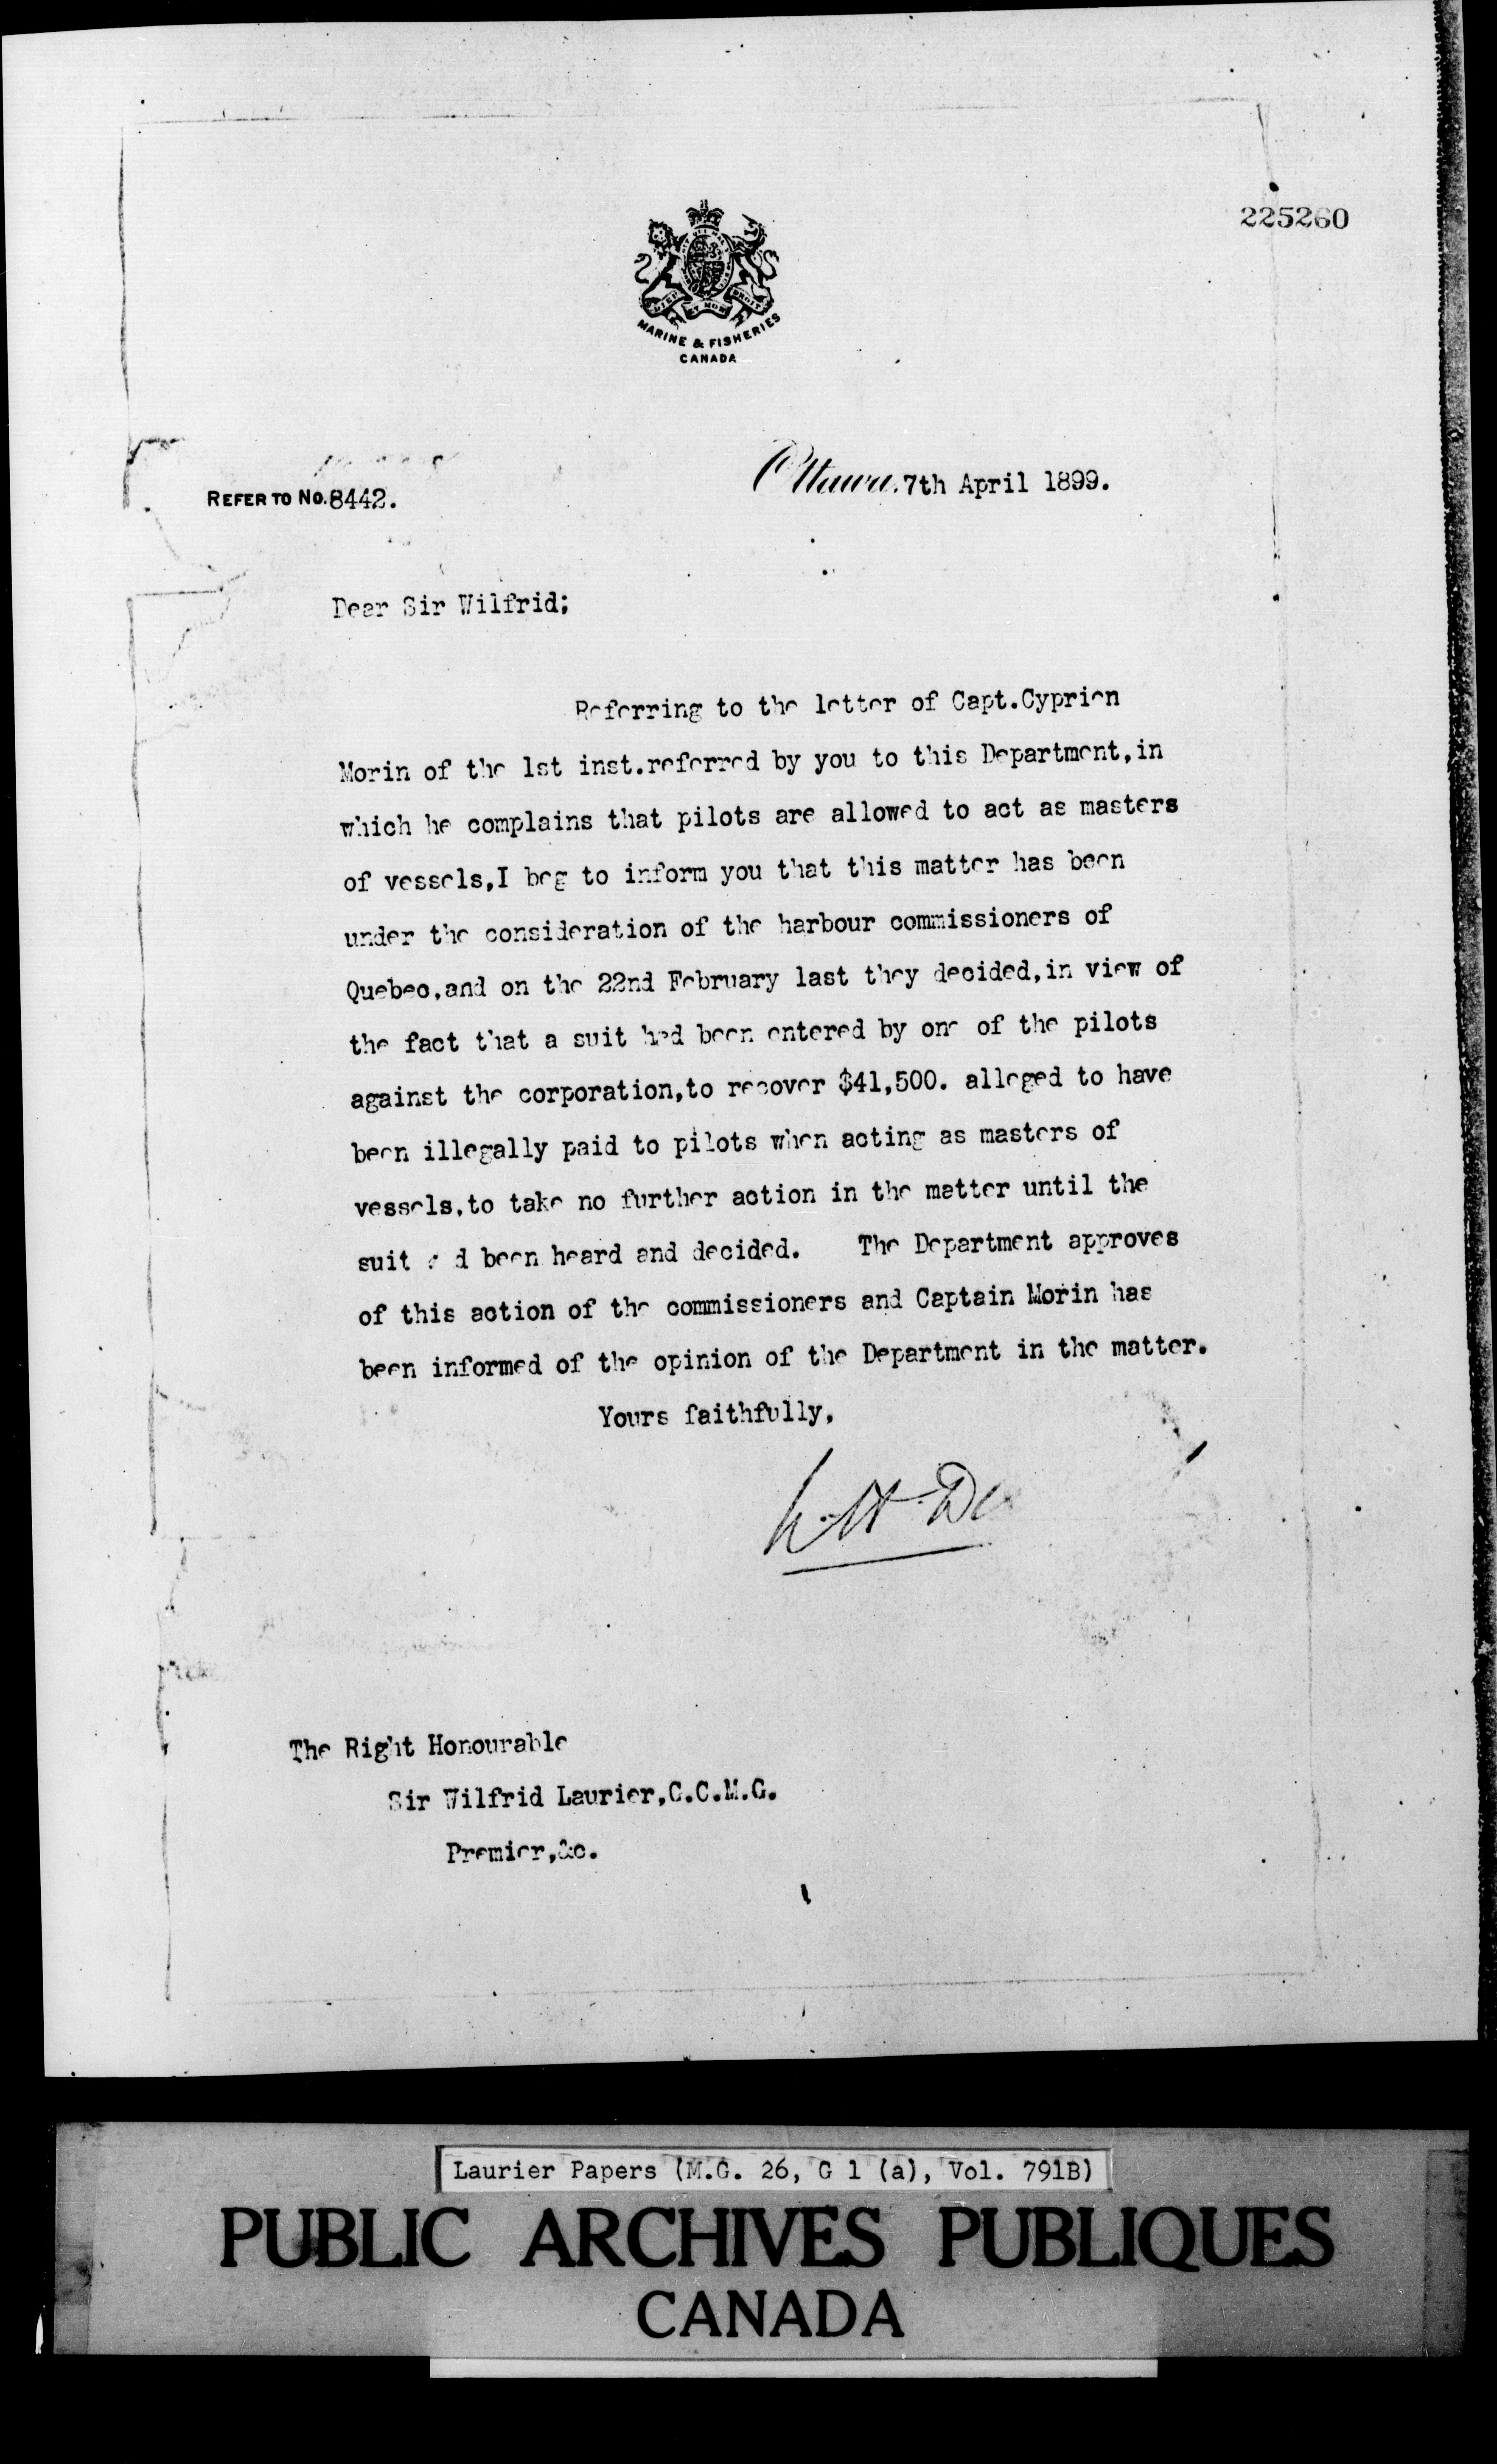 225260
DIEU ET MON DROIT
MARINE & FISHERIES
CANADA
Ottawa, 7th April 1899.
REFER TO No. 8442.
Dear Sir Wilfrid;
Referring to the letter of Capt.Cyprien
Morin of the 1st inst.referred by you to this Department,in
which he complains that pilots are allowed to act as masters
of vessels,I beg to inform you that this matter has been
under the consideration of the harbour commissioners of
Quebec,and on the 22nd February last they decided,in view of
the fact that a suit had been entered by one of the pilots
against the corporation,to recover $41,500. alleged to have
been illegally paid to pilots when acting as masters of
vessels,to take no further action in the matter until the
suit been heard and decided. The Department approves
of this action of the commissioners and Captain Morin has
been informed of the opinion of the Department in the matter.
Yours faithfully,
The Right Honourable
Sir Wilfrid Laurier,G.C.M.G.
Premier,&c.
Laurier Papers (M.G. 26, G 1 (a), Vol. 791B)
PUBLIC ARCHIVES PUBLIQUES
CANADA